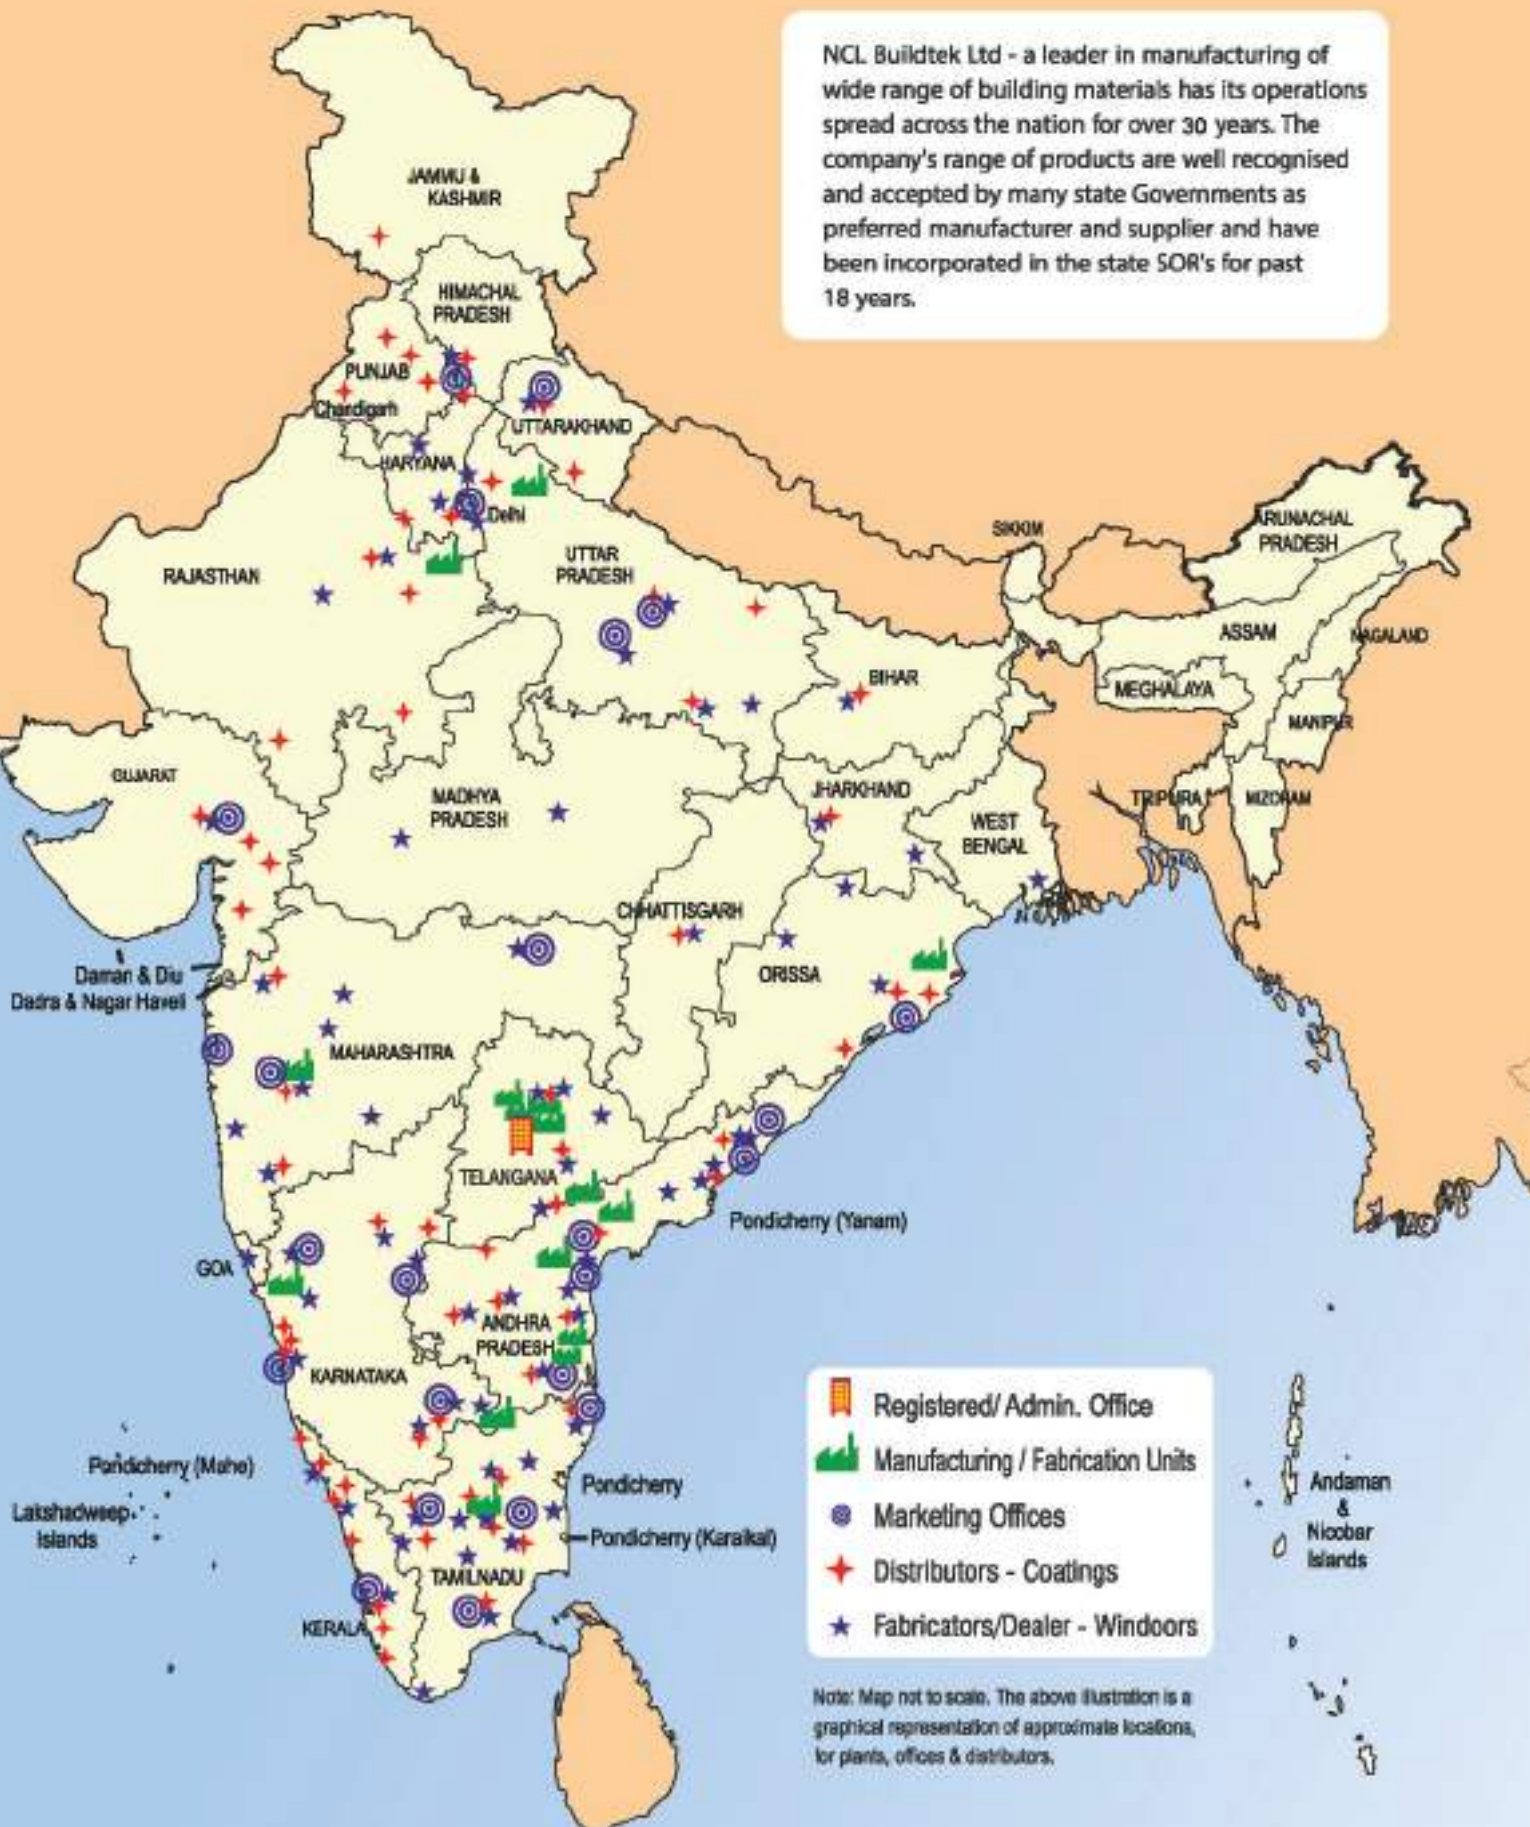 NCL Buildtek Ltd - a leader in manufacturing of
wide range of building materials has its operations
spread across the nation for over 30 years. The
company's range of products are well recognised
and accepted by many state Governments as
preferred manufacturer and supplier and have
been incorporated in the state SOR's for past
18 years.
JAMMU &
KASHMIR
HIMACHAL
PRADESH
PUNJAB
Chandigarh
UTTARAKHAND
HARYANA
Delhi
SIKKIM
ARUNACHAL
PRADESH
RAJASTHAN
UTTAR
PRADESH
ASSAM
NAGALAND
BIHAR
MEGHALAYA
MANIPUR
GUJARAT
MADHYA
PRADESH
JHARKHAND
TRIPURA
MIZORAM
WEST
BENGAL
CHHATTISGARH
ORISSA
Daman & Diu
Dadra & Nagar Haveli
MAHARASHTRA
TELANGANA
Pondicherry (Yanam)
GOA
ANDHRA
PRADESH
KARNATAKA
Registered/ Admin. Office
Manufacturing / Fabrication Units
Marketing Offices
Distributors - Coatings
Fabricators/Dealer - Windoors
Pondicherry (Mahe)
Pondicherry
Lakshadweep
Islands
Pondicherry (Karaikal)
Andaman
&
Nicobar
Islands
TAMILNADU
KERALA
Note: Map not to scale. The above illustration is a
graphical representation of approximate locations,
for plants, offices & distributors.